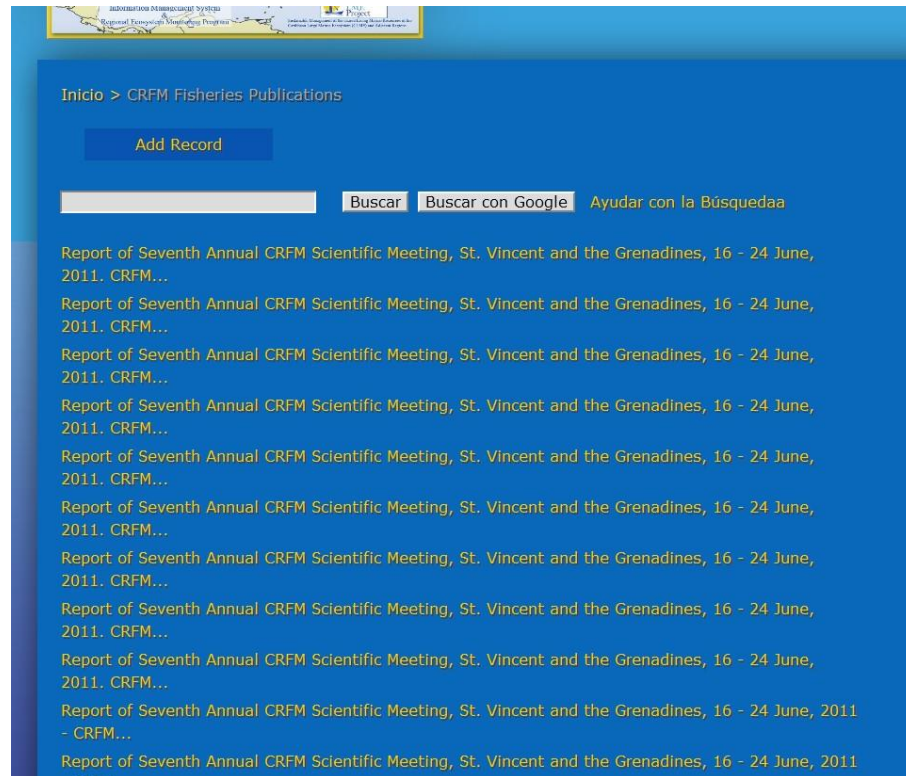 Information Management System
Regional Ecosystem Monitoring Program
Project
Inicio > CRFM Fisheries Publications
Add Record
Buscar
Buscar con Google
Ayudar con la Búsquedaa
Report of Seventh Annual CRFM Scientific Meeting, St. Vincent and the Grenadines, 16 - 24 June,
2011. CRFM...
Report of Seventh Annual CRFM Scientific Meeting, St. Vincent and the Grenadines, 16 - 24 June,
2011. CRFM...
Report of Seventh Annual CRFM Scientific Meeting, St. Vincent and the Grenadines, 16 - 24 June,
2011. CRFM...
Report of Seventh Annual CRFM Scientific Meeting, St. Vincent and the Grenadines, 16 - 24 June,
2011. CRFM...
Report of Seventh Annual CRFM Scientific Meeting, St. Vincent and the Grenadines, 16 - 24 June,
2011. CRFM...
Report of Seventh Annual CRFM Scientific Meeting, St. Vincent and the Grenadines, 16 - 24 June,
2011. CRFM...
Report of Seventh Annual CRFM Scientific Meeting, St. Vincent and the Grenadines, 16 - 24 June,
2011. CRFM...
Report of Seventh Annual CRFM Scientific Meeting, St. Vincent and the Grenadines, 16 - 24 June,
2011. CRFM...
Report of Seventh Annual CRFM Scientific Meeting, St. Vincent and the Grenadines, 16 - 24 June,
2011. CRFM...
Report of Seventh Annual CRFM Scientific Meeting, St. Vincent and the Grenadines, 16 - 24 June, 2011
- CRFM...
Report of Seventh Annual CRFM Scientific Meeting, St. Vincent and the Grenadines, 16 - 24 June, 2011